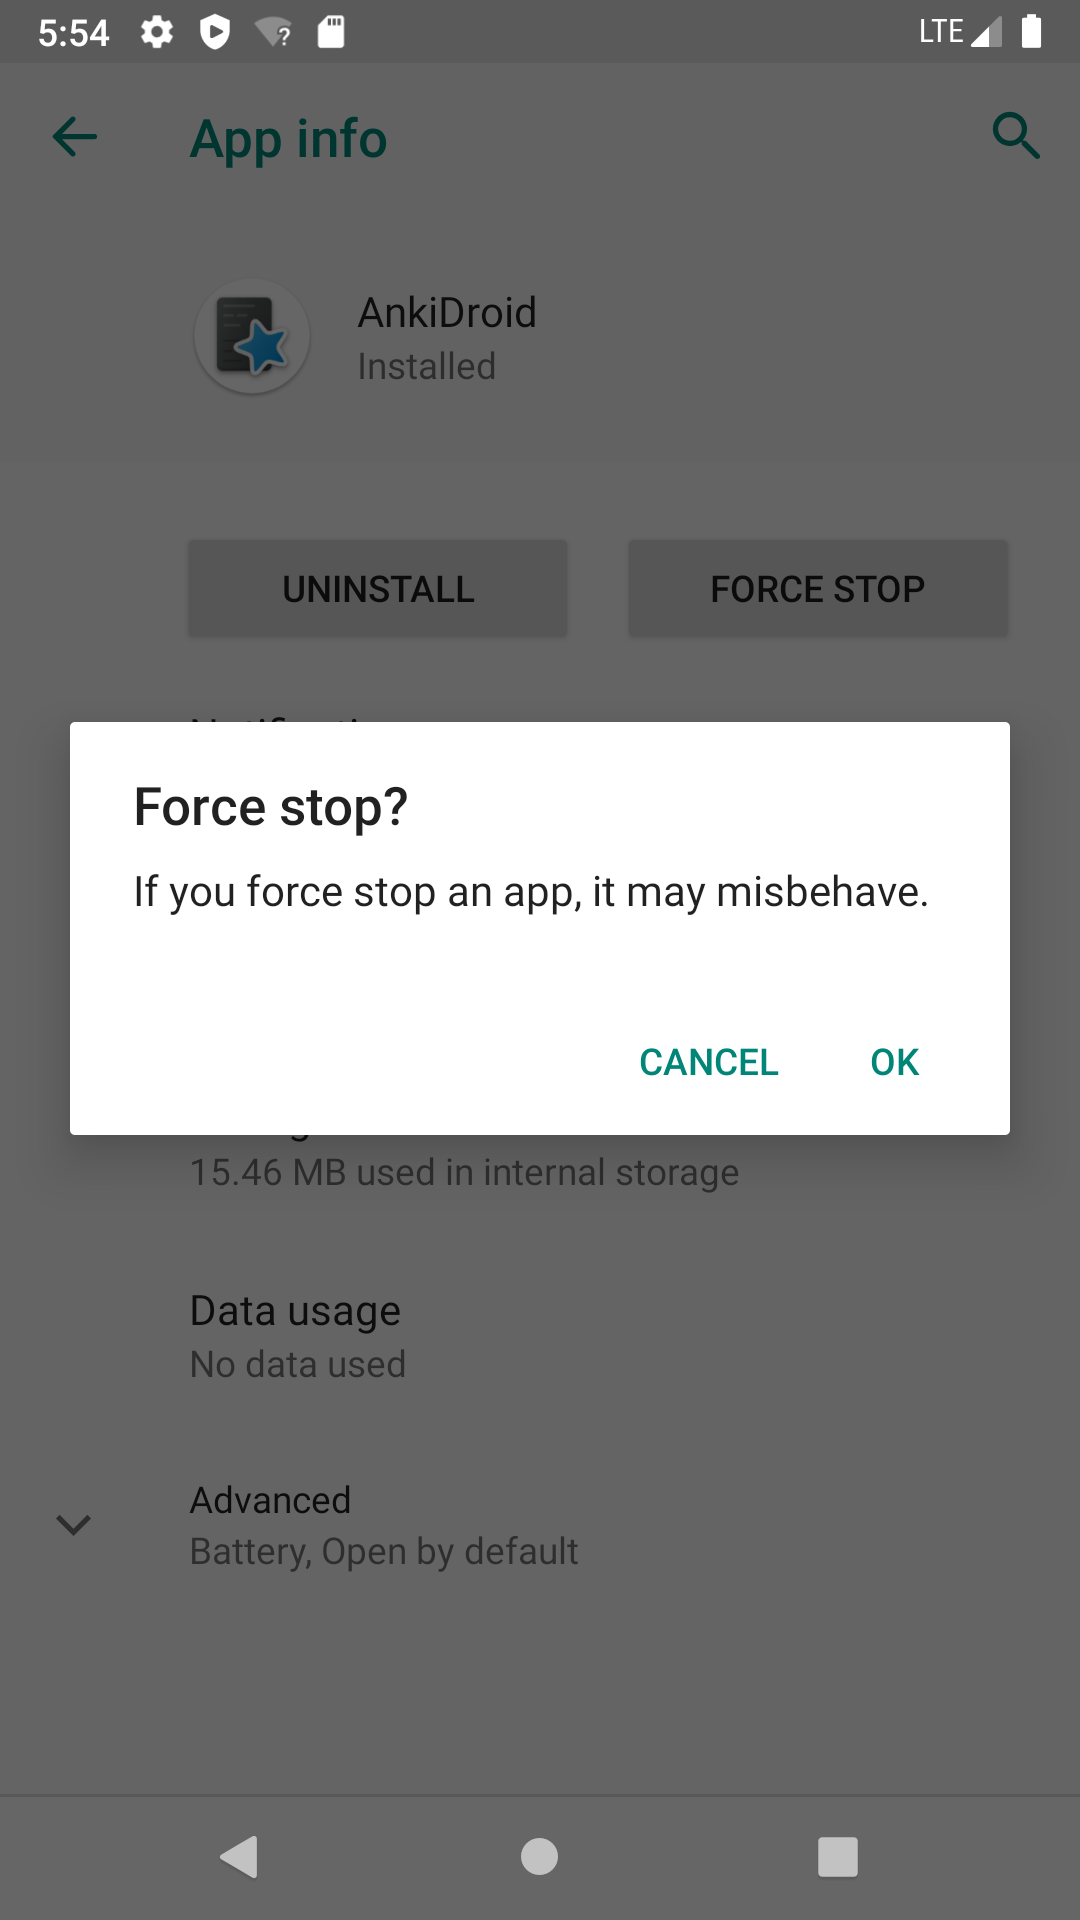 5:54
LTE
App info
AnkiDroid
Installed
UNINSTALL
FORCE STOP
Force stop?
If you force stop an app, it may misbehave.
CANCEL
OK
15.46 MB used in internal storage
Data usage
No data used
Advanced
Battery, Open by default